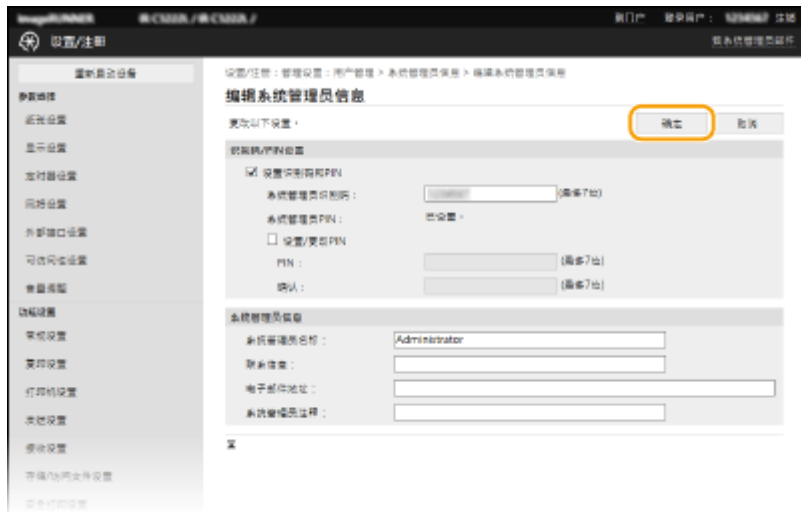 imageRUNNER
到门户 登录用户： 注销
设置/注册
致系统管理员邮件
重新启动设备
参数选择
纸张设置
显示设置
定时器设置
网络设置
外部接口设置
可访问性设置
音量调整
功能设置
常规设置
复印设置
打印机设置
发送设置
接收设置
存储/访问文件设置
安全打印设置
设置/注册：管理设置：用户管理 > 系统管理员信息 > 编辑系统管理员信息
编辑系统管理员信息
更改以下设置。
确定 取消
识别码/PIN设置
设置识别码和PIN
系统管理员识别码： (最多7位)
系统管理员PIN： 已设置。
设置/更改PIN
PIN： (最多7位)
确认： (最多7位)
系统管理员信息
系统管理员名称： Administrator
联系信息：
电子邮件地址：
系统管理员注释：